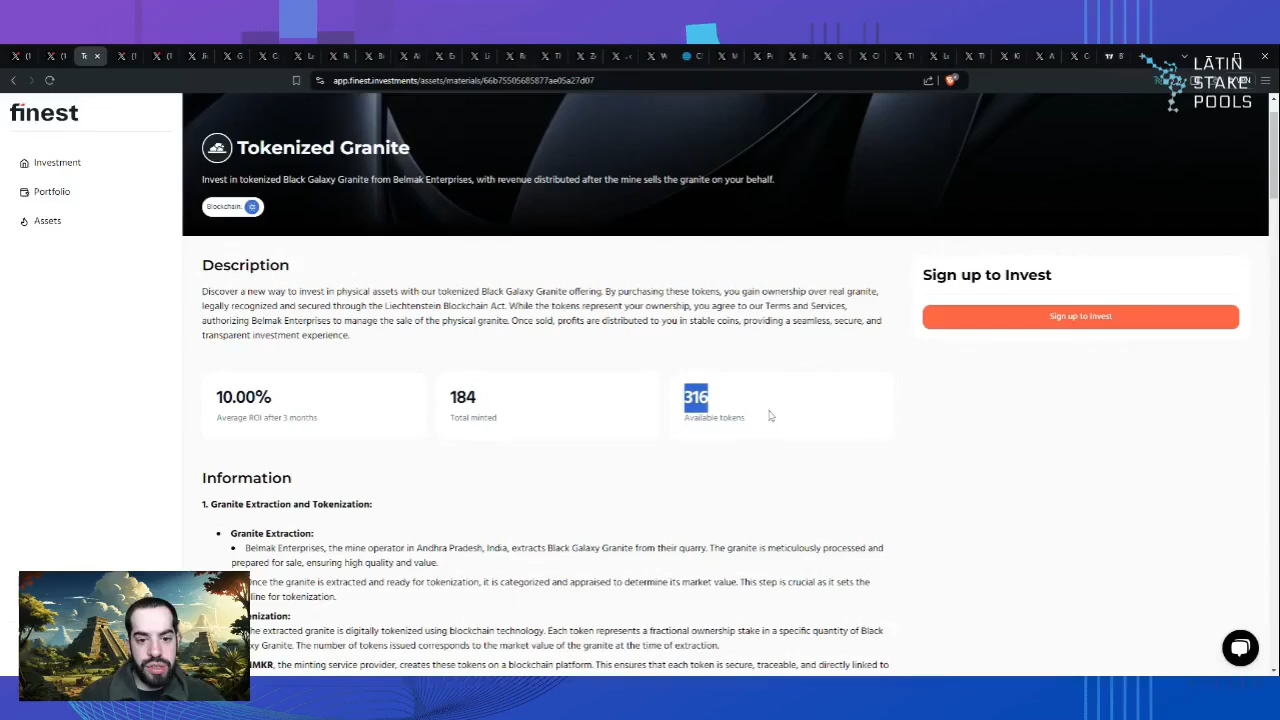 app.finest.investments/assets/materials/66b75505685877ae05a27d07
LATIN
STAKE
POOLS
finest
Investment
Portfolio
Assets
Tokenized Granite
Invest in tokenized Black Galaxy Granite from Belmak Enterprises, with revenue distributed after the mine sells the granite on your behalf.
Blockchain:
Description
Discover a new way to invest in physical assets with our tokenized Black Galaxy Granite offering. By purchasing these tokens, you gain ownership over real granite,
legally recognized and secured through the Liechtenstein Blockchain Act. While the tokens represent your ownership, you agree to our Terms and Services,
authorizing Belmak Enterprises to manage the sale of the physical granite. Once sold, profits are distributed to you in stable coins, providing a seamless, secure, and
transparent investment experience.
Sign up to Invest
Sign up to Invest
10.00%
Average ROI after 3 months
184
Total minted
316
Available tokens
Information
1. Granite Extraction and Tokenization:
Granite Extraction:
Belmak Enterprises, the mine operator in Andhra Pradesh, India, extracts Black Galaxy Granite from their quarry. The granite is meticulously processed and
prepared for sale, ensuring high quality and value.
nce the granite is extracted and ready for tokenization, it is categorized and appraised to determine its market value. This step is crucial as it sets the
line for tokenization.
nization:
he extracted granite is digitally tokenized using blockchain technology. Each token represents a fractional ownership stake in a specific quantity of Black
xy Granite. The number of tokens issued corresponds to the market value of the granite at the time of extraction.
NMKR, the minting service provider, creates these tokens on a blockchain platform. This ensures that each token is secure, traceable, and directly linked to